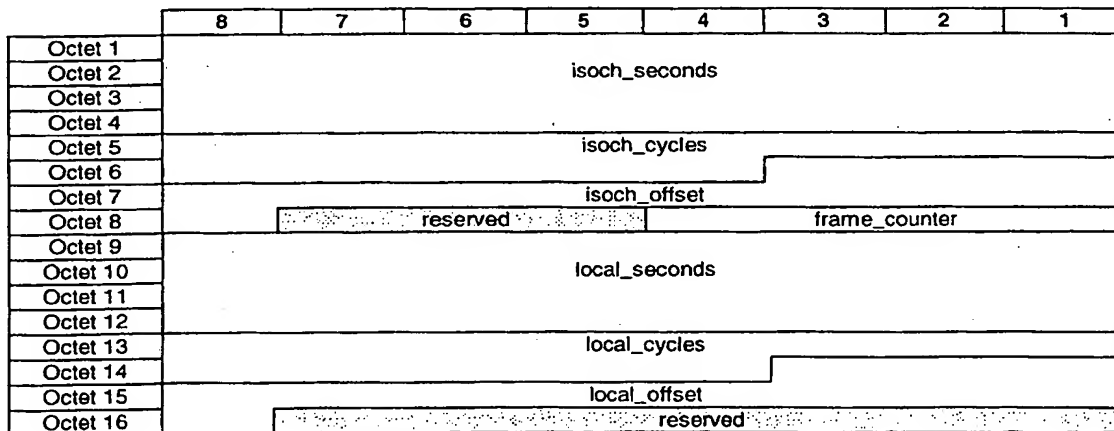 8 7 6 5 4 3 2 1
Octet 1
Octet 2 isoch_seconds
Octet 3
Octet 4
Octet 5 isoch_cycles
Octet 6
Octet 7 isoch_offset
Octet 8 reserved frame_counter
Octet 9
Octet 10 local_seconds
Octet 11
Octet 12
Octet 13 local_cycles
Octet 14
Octet 15 local_offset
Octet 16 reserved